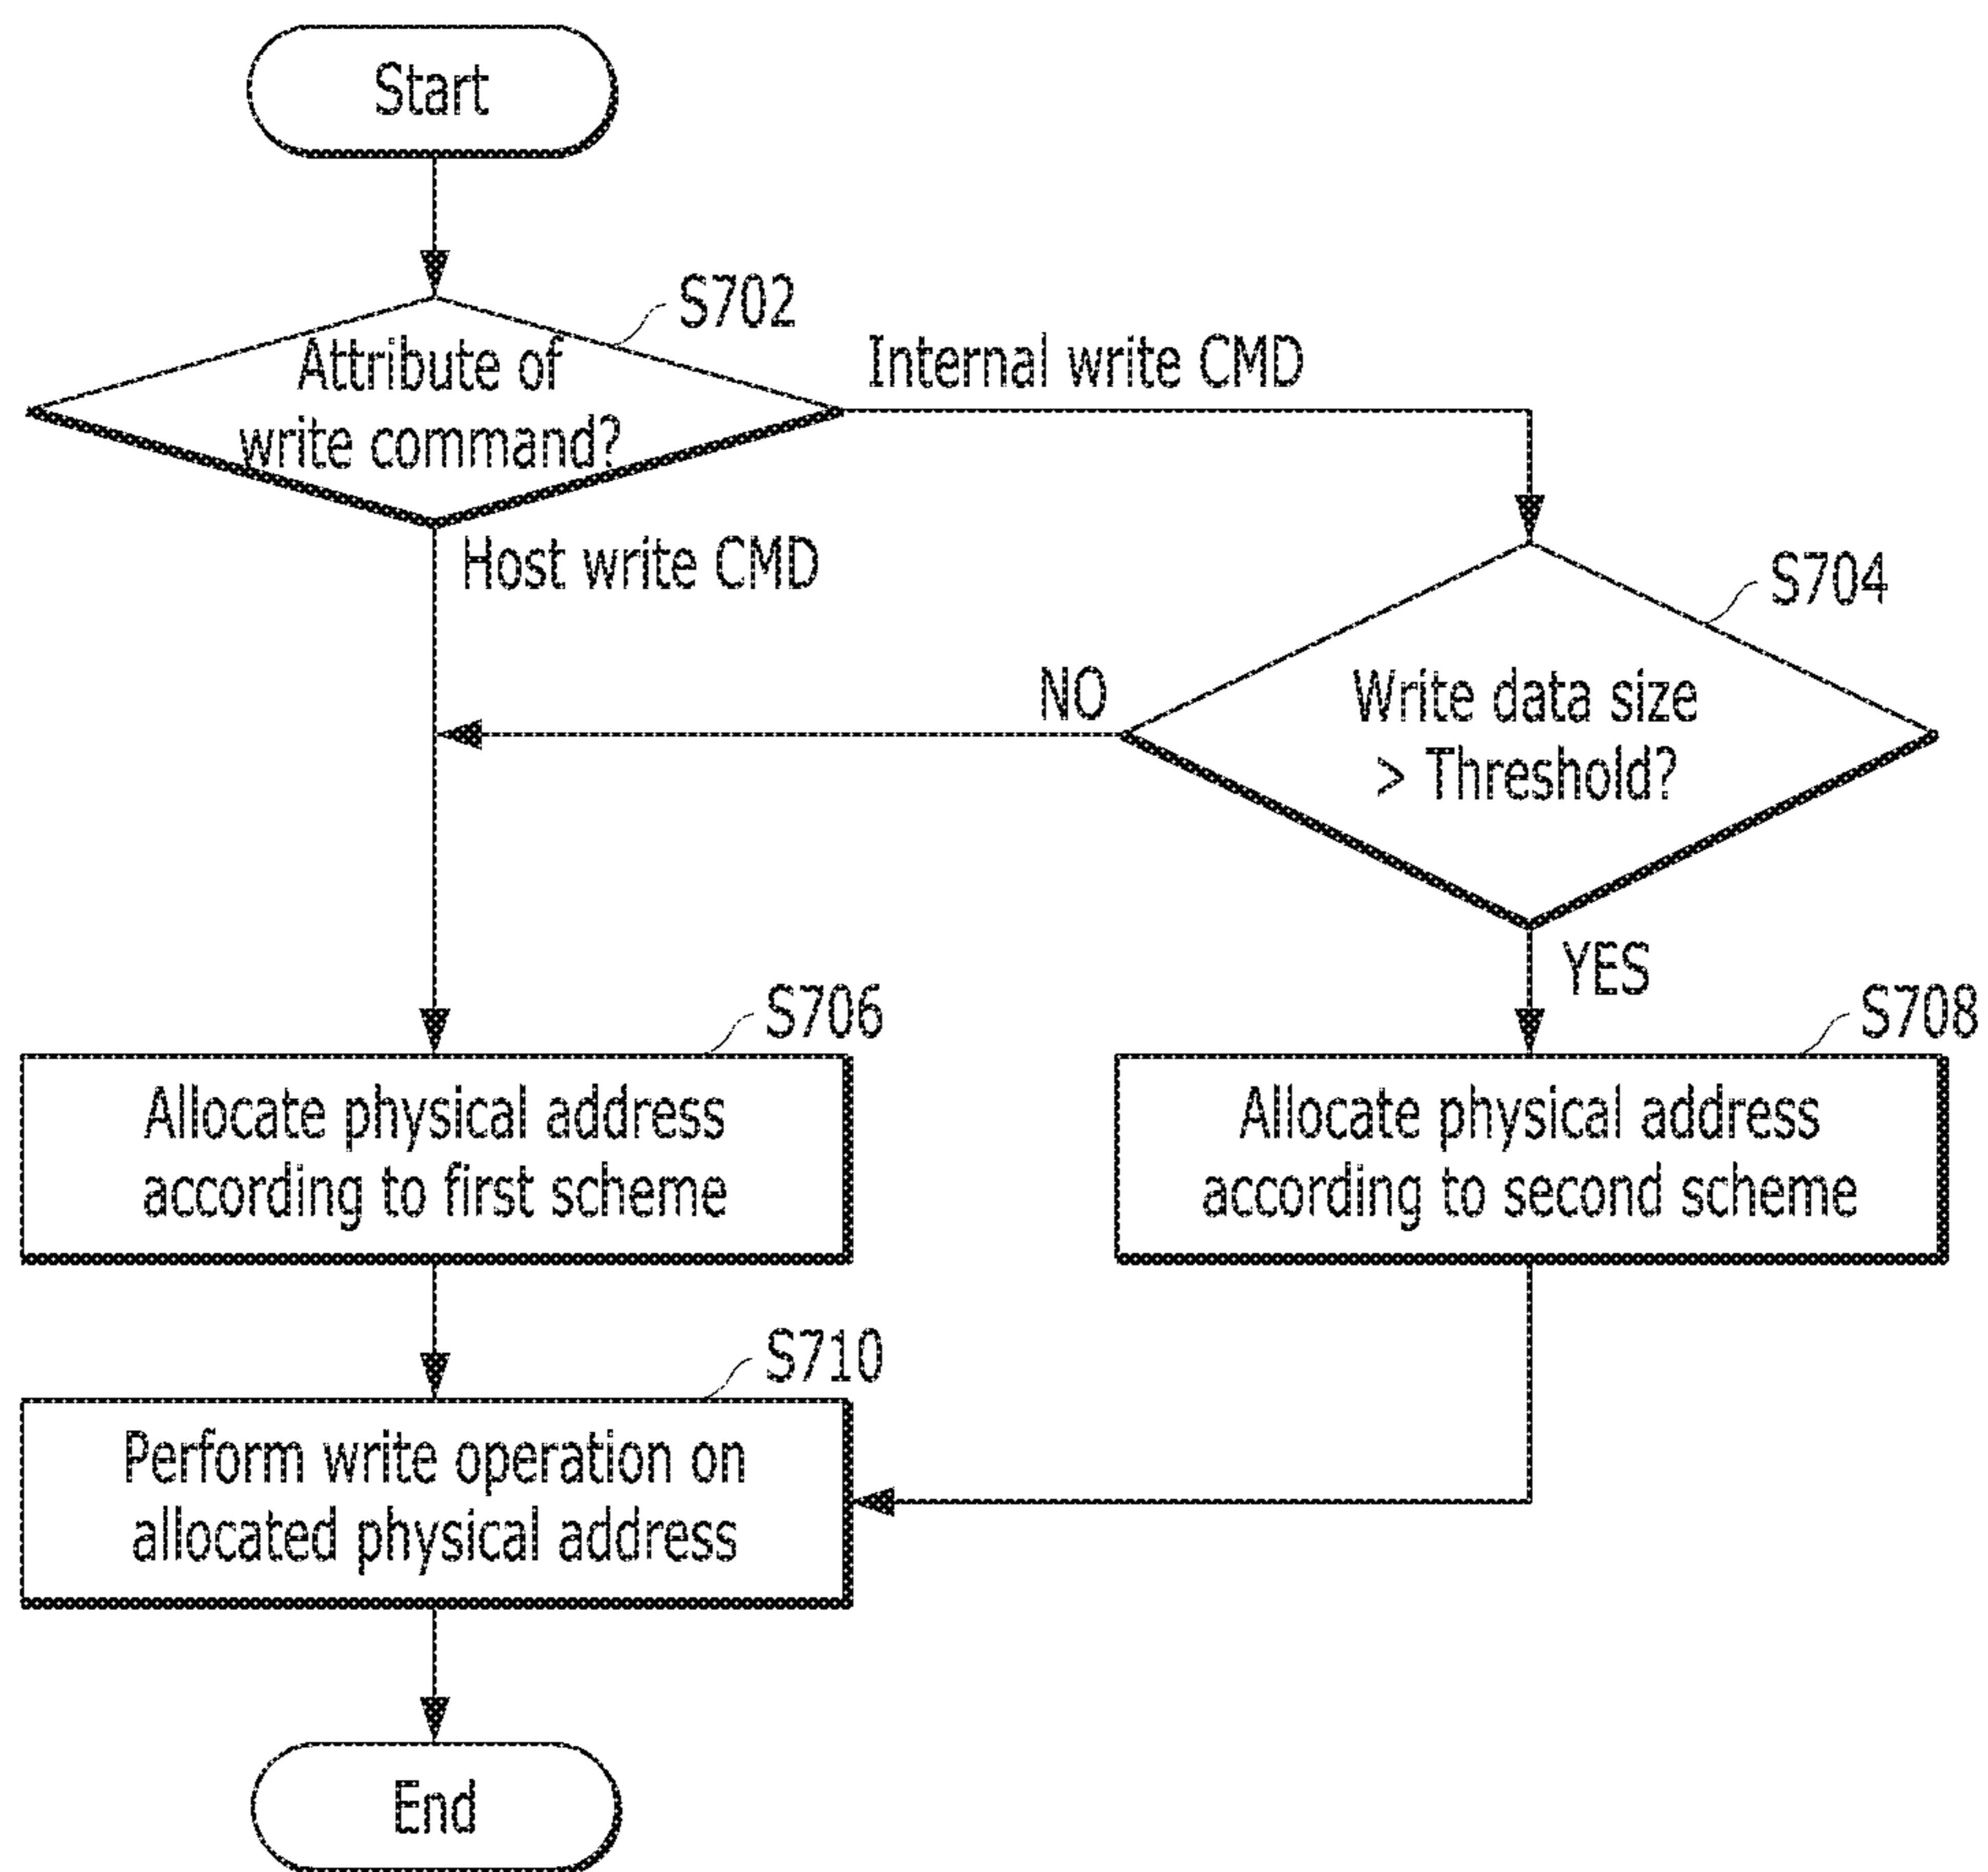 Start
S702
Attribute of
write command?
Internal write CMD
Host write CMD
S704
Write data size
> Threshold?
NO
YES
S706
Allocate physical address
according to first scheme
S708
Allocate physical address
according to second scheme
S710
Perform write operation on
allocated physical address
End